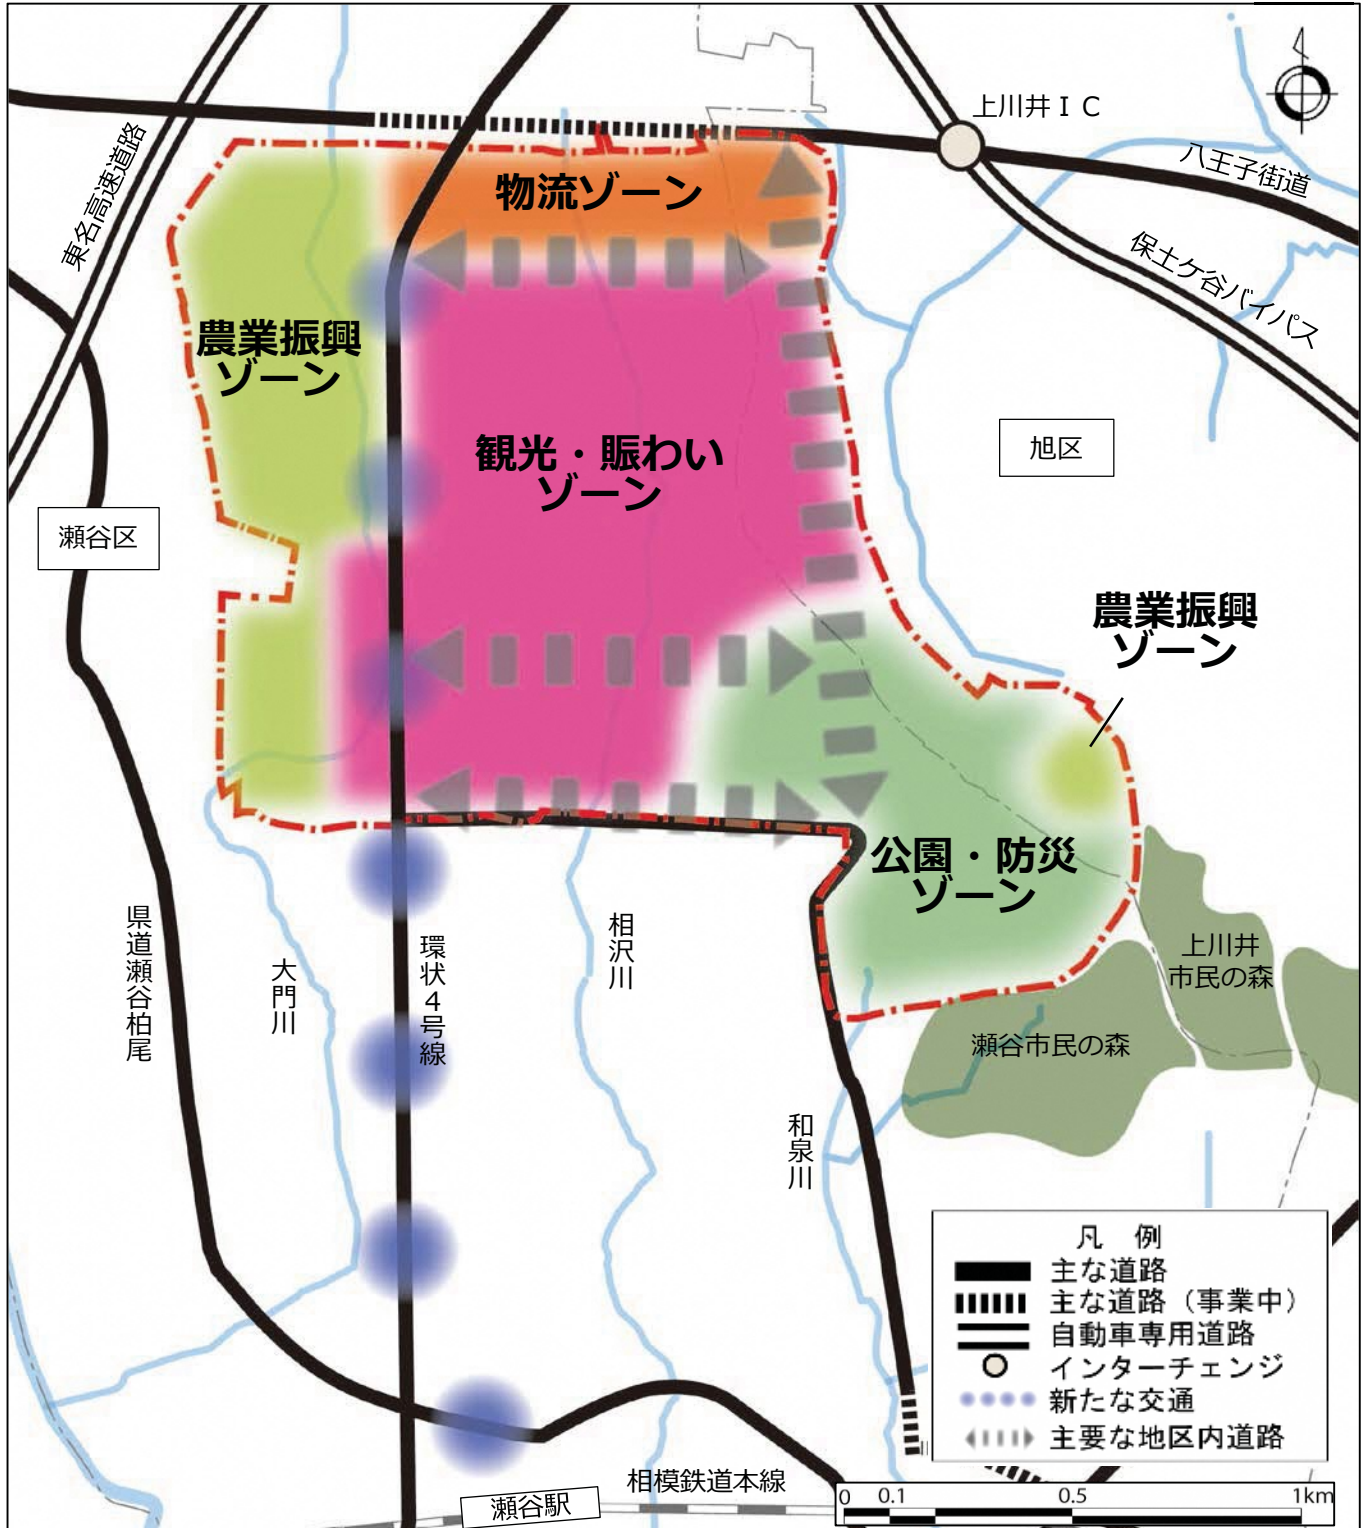 上川井ＩＣ
八王子街道
東名高速道路
物流ゾーン
保土ケ谷バイパス
農業振興
ゾーン
観光・賑わい
ゾーン
旭区
瀬谷区
農業振興
ゾーン
公園・防災
ゾーン
県道瀬谷柏尾
大門川
環状４号線
相沢川
上川井
市民の森
瀬谷市民の森
和泉川
凡　例
主な道路
主な道路（事業中）
自動車専用道路
インターチェンジ
新たな交通
主要な地区内道路
相模鉄道本線
瀬谷駅
0 0.1 0.5 1km